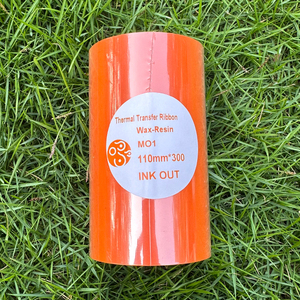 Thermal Transfer Ribbon
Wax-Resin
MO1
110mm*300
INK OUT